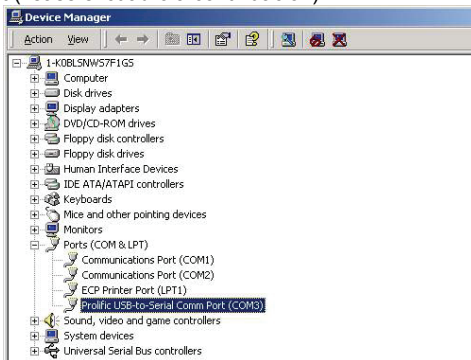 Device Manager
Action View
1-K0BLSNWS7F1GS
Computer
Disk drives
Display adapters
DVD/CD-ROM drives
Floppy disk controllers
Floppy disk drives
Human Interface Devices
IDE ATA/ATAPI controllers
Keyboards
Mice and other pointing devices
Monitors
Ports (COM & LPT)
Communications Port (COM1)
Communications Port (COM2)
ECP Printer Port (LPT1)
Prolific USB-to-Serial Comm Port (COM3)
Sound, video and game controllers
System devices
Universal Serial Bus controllers